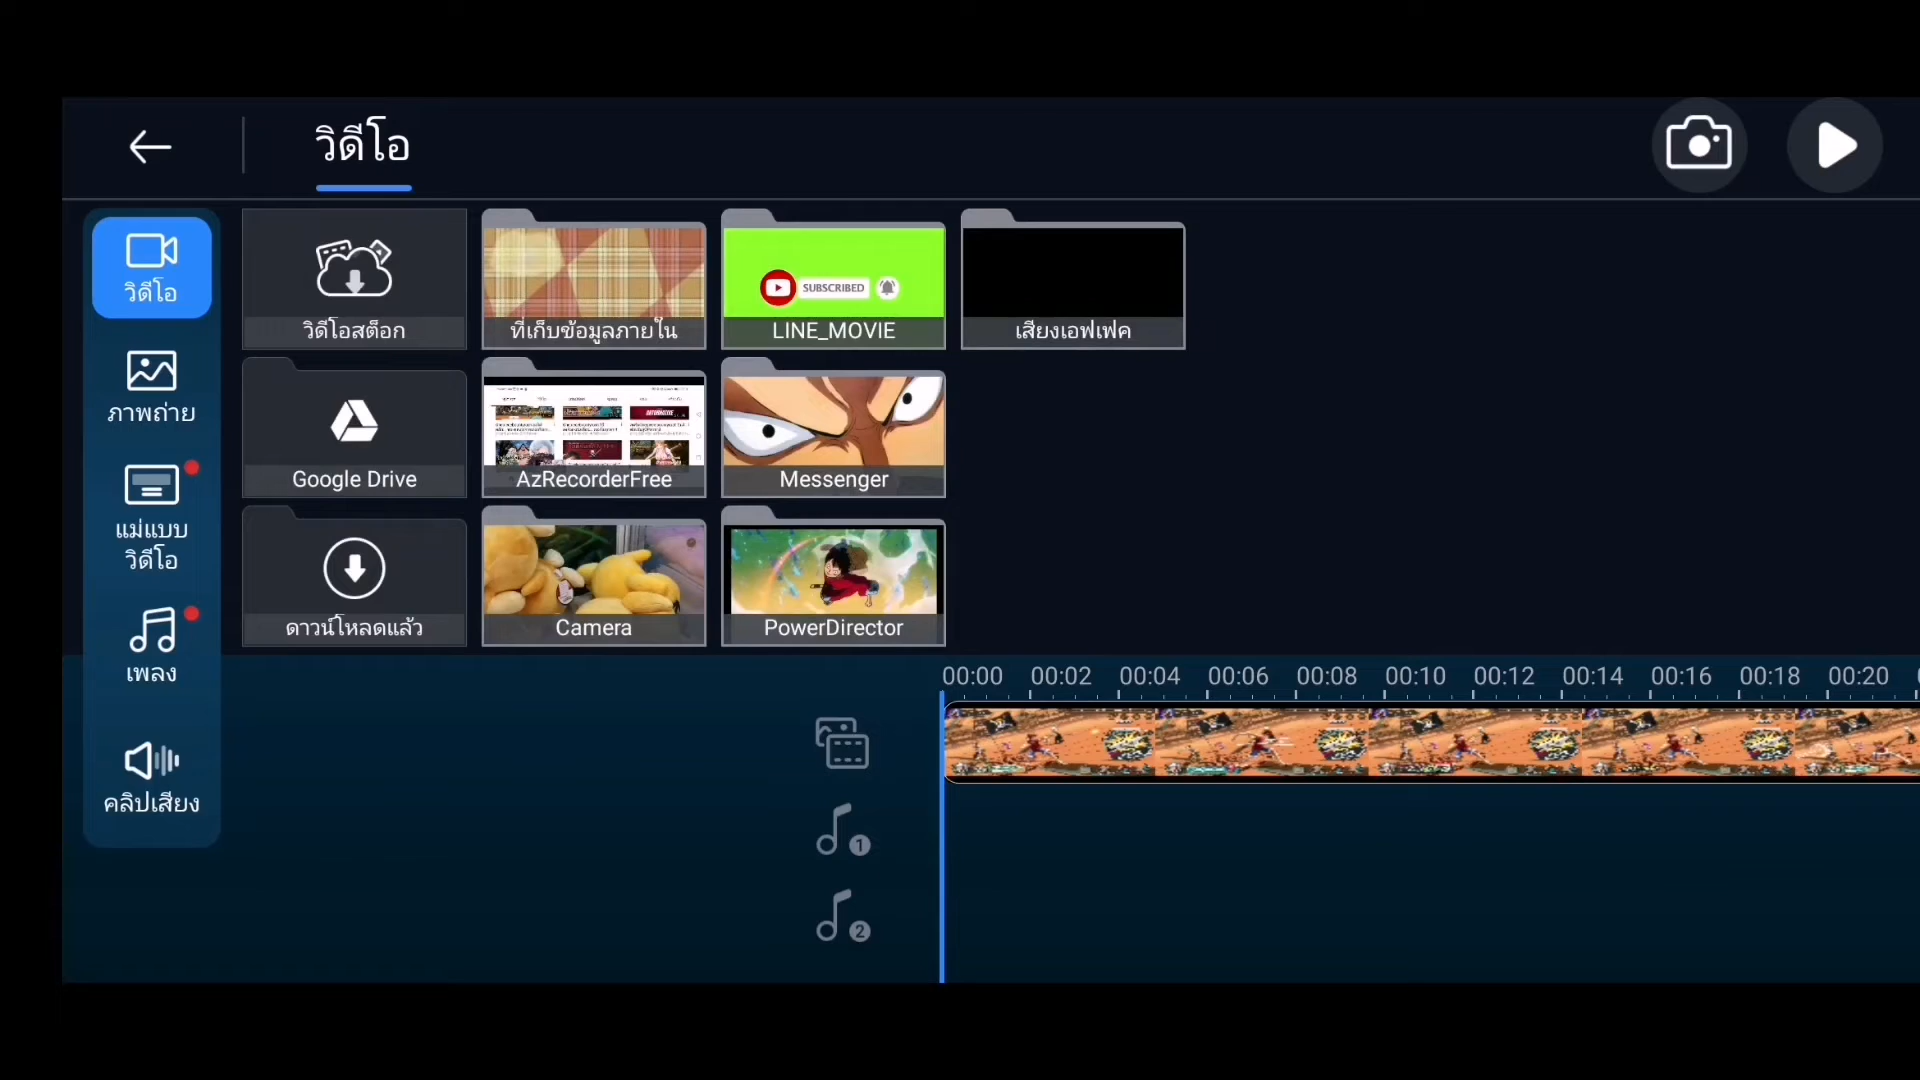 วิดีโอ
วิดีโอ
ภาพถ่าย
แม่แบบ
วิดีโอ
เพลง
คลิปเสียง
วิดีโอสต็อก
ที่เก็บข้อมูลภายใน
SUBSCRIBED
LINE_MOVIE
เสียงเอฟเฟค
Google Drive
AzRecorderFree
Messenger
ดาวน์โหลดแล้ว
Camera
PowerDirector
00:00 00:02 00:04 00:06 00:08 00:10 00:12 00:14 00:16 00:18 00:20
1
2